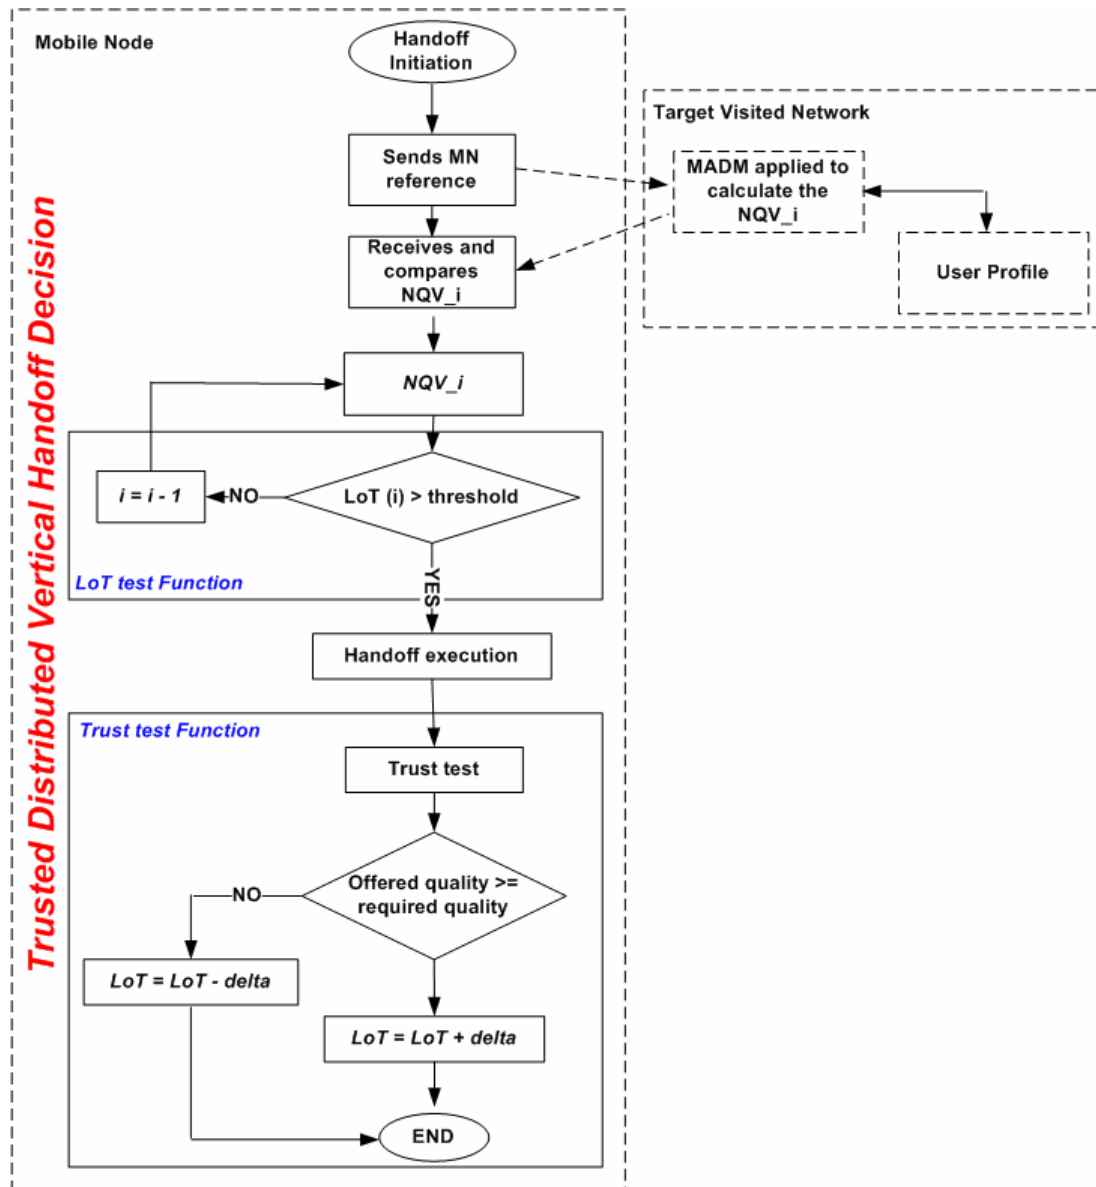 Trusted Distributed Vertical Handoff Decision
Mobile Node
Handoff
Initiation
Target Visited Network
Sends MN
reference
MADM applied to
calculate the
NQV_i
Receives and
compares
NQV_i
User Profile
NQV_i
i = i - 1
NO
LoT (i) > threshold
LoT test Function
YES
Handoff execution
Trust test Function
Trust test
NO
Offered quality >=
required quality
LoT = LoT - delta
LoT = LoT + delta
END